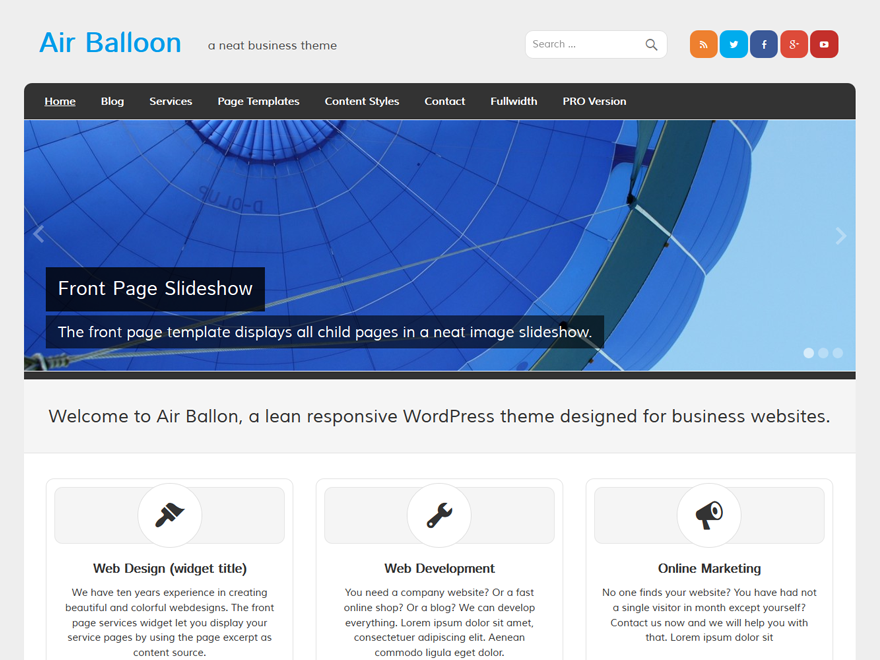 Air Balloon
a neat business theme
Search ...
Home Blog Services Page Templates Content Styles Contact Fullwidth PRO Version
Front Page Slideshow
The front page template displays all child pages in a neat image slideshow.
Welcome to Air Ballon, a lean responsive WordPress theme designed for business websites.
Web Design (widget title)
We have ten years experience in creating
beautiful and colorful webdesigns. The front
page services widget let you display your
service pages by using the page excerpt as
content source.
Web Development
You need a company website? Or a fast
online shop? Or a blog? We can develop
everything. Lorem ipsum dolor sit amet,
consectetuer adipiscing elit. Aenean
commodo ligula eget dolor.
Online Marketing
No one finds your website? You have had not
a single visitor in month except yourself?
Contact us now and we will help you with
that. Lorem ipsum dolor sit